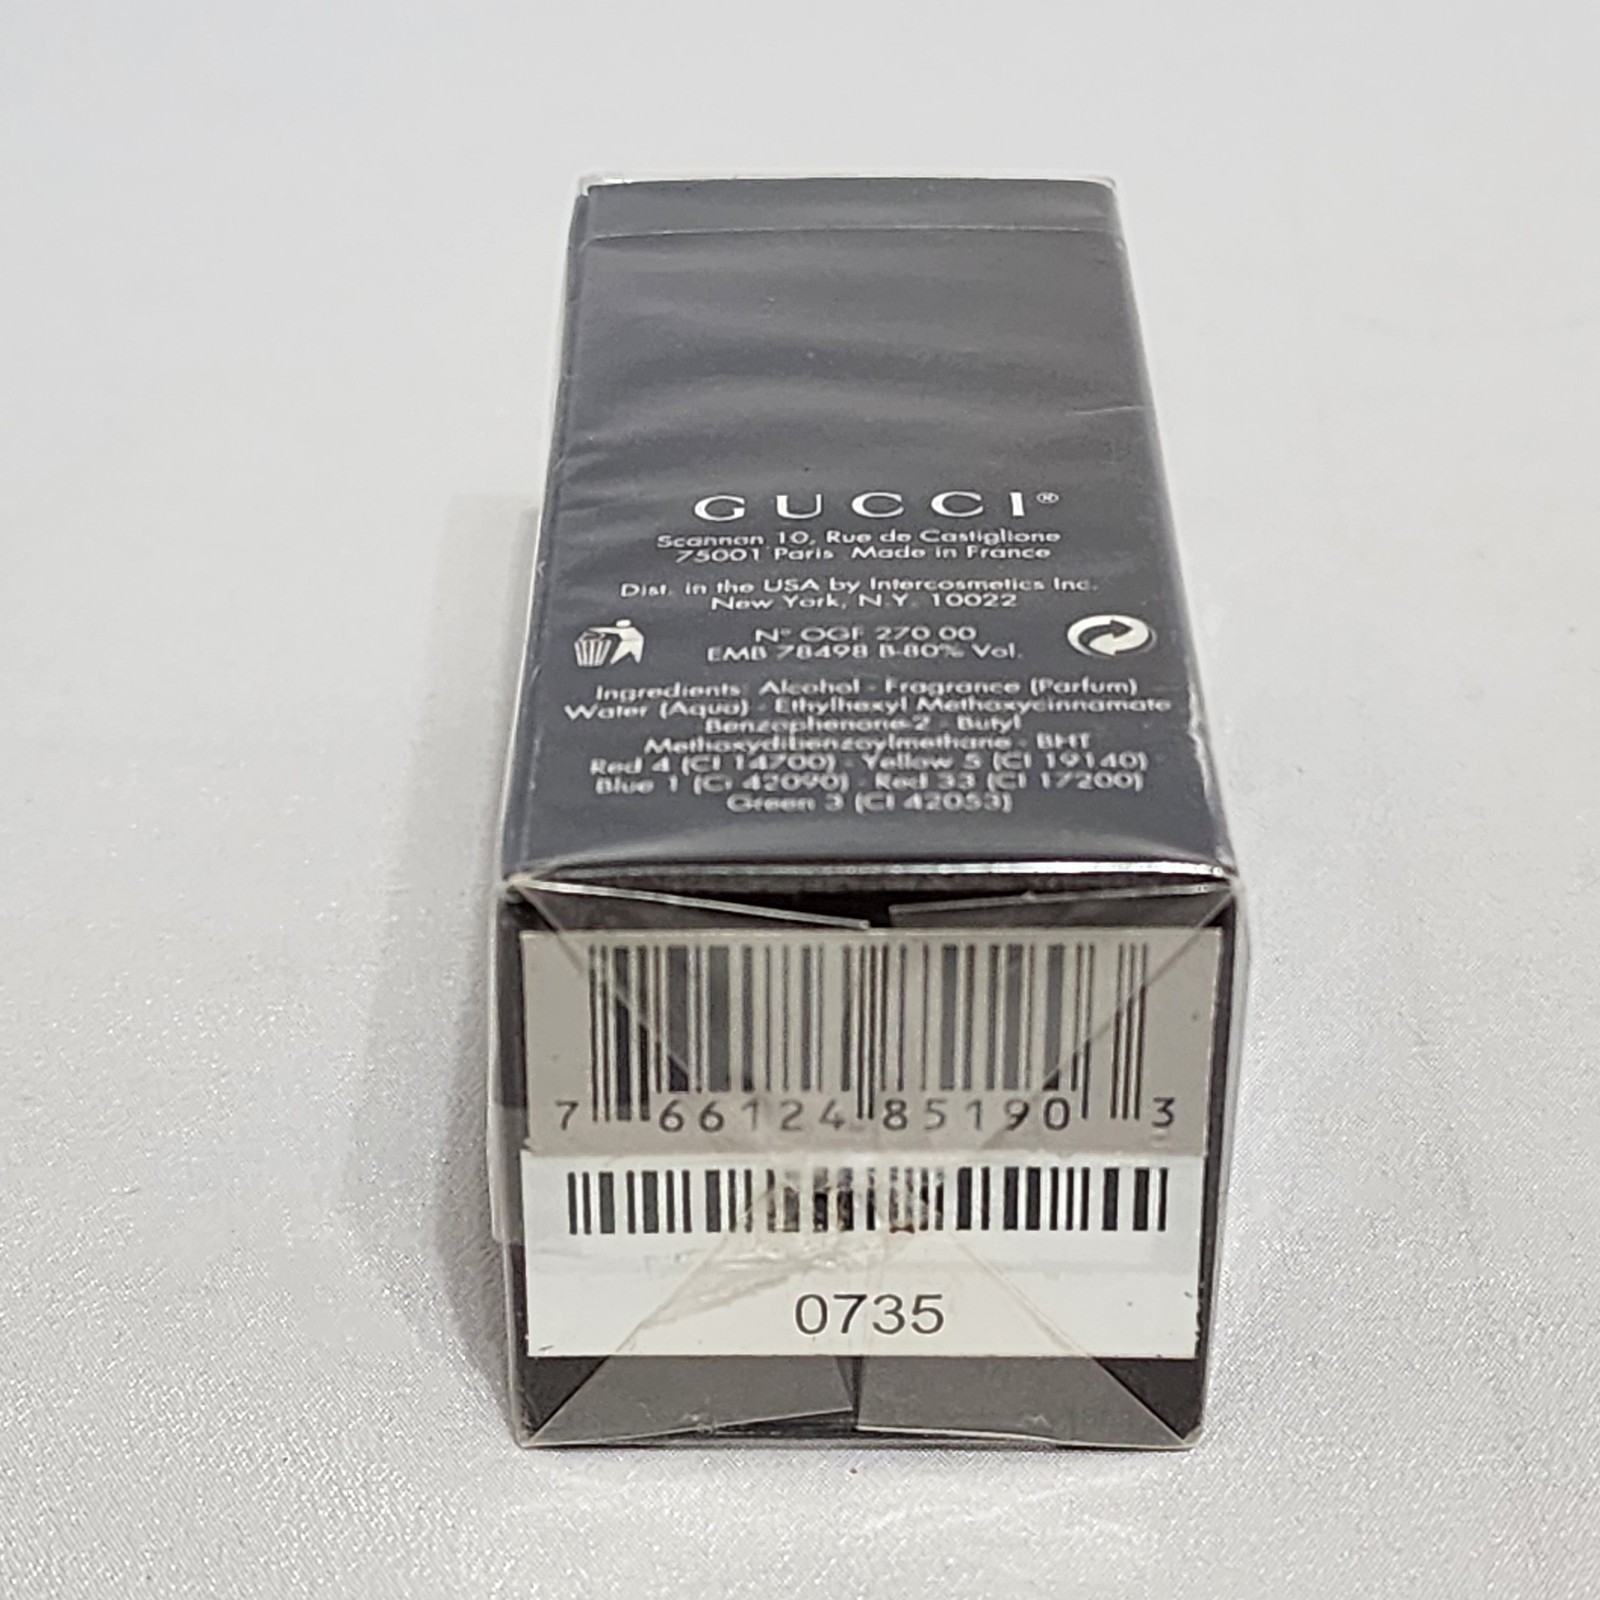 GUCCI®
Scannon 10, Rue de Castiglione
75001 Paris Made in France
Dist. in the USA by Intercosmetics Inc.
New York, N.Y. 10022
N° OGF 270 00
EMB 78498 B-80% Vol.
Ingredients: Alcohol - Fragrance (Parfum)
Water (Aqua) - Ethylhexyl Methoxycinnamate
Benzophenone-2 - Butyl
Methoxydibenzoylmethane - BHT
Red 4 (CI 14700) - Yellow 5 (CI 19140)
Blue 1 (CI 42090) - Red 33 (CI 17200)
Green 3 (CI 42053)
7 66124 85190 3
0735